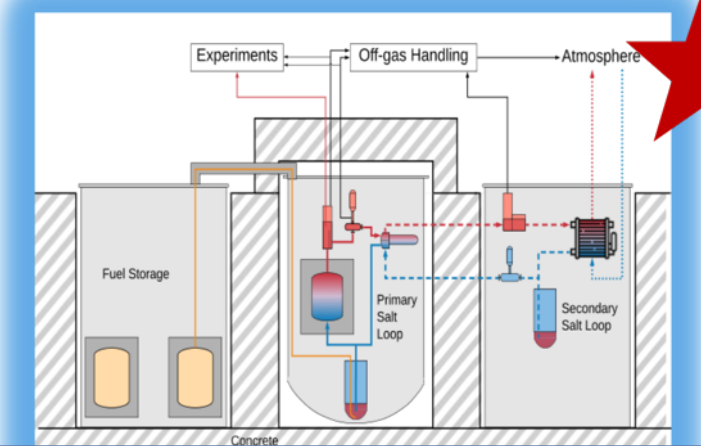 Experiments
Off-gas Handling
Atmosphere
Fuel Storage
Primary
Salt
Loop
Secondary
Salt Loop
Concrete